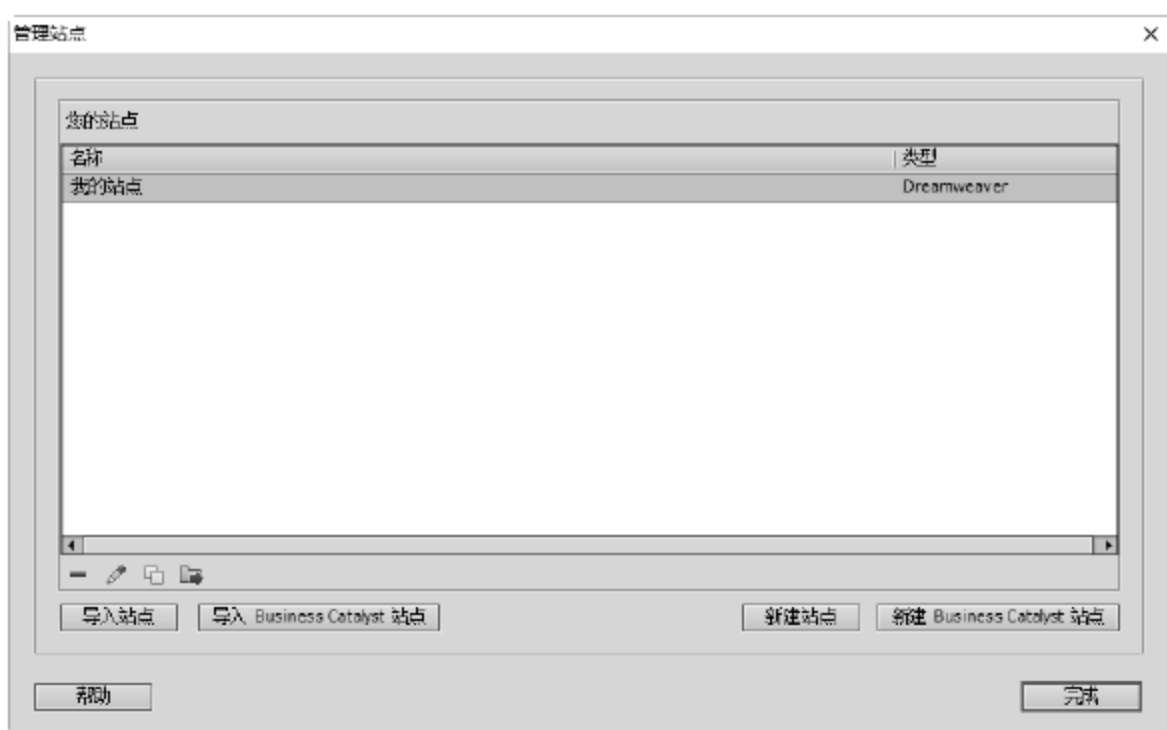 管理站点
您的站点
名称 类型
我的站点 Dreamweaver
导入站点 导入 Business Catalyst 站点 新建站点 新建 Business Catalyst 站点
帮助 完成